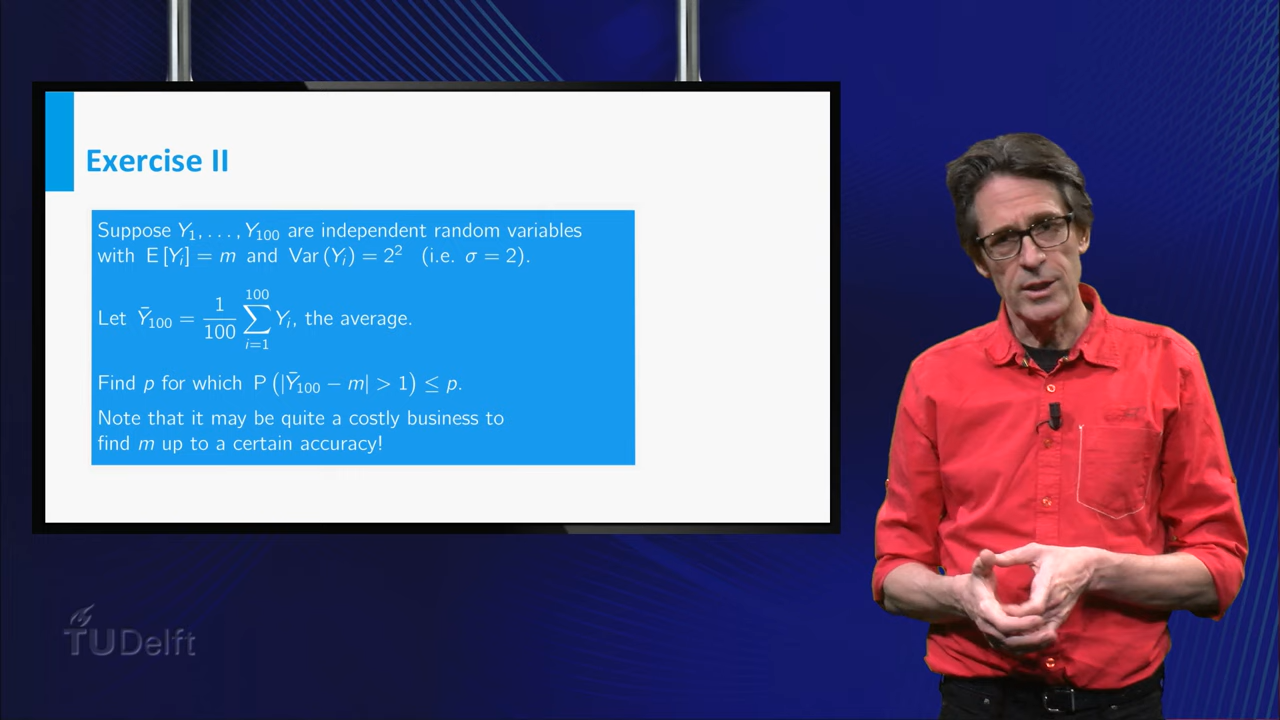 Exercise II
Suppose Y₁, . . . , Y₁₀₀ are independent random variables
with E [Yᵢ] = m and Var (Yᵢ) = 2² (i.e. σ = 2).
Let Ȳ₁₀₀ = 1/100 ∑_{i=1}^{100} Yᵢ, the average.
Find p for which P (|Ȳ₁₀₀ − m| > 1) ≤ p.
Note that it may be quite a costly business to
find m up to a certain accuracy!
TUDelft